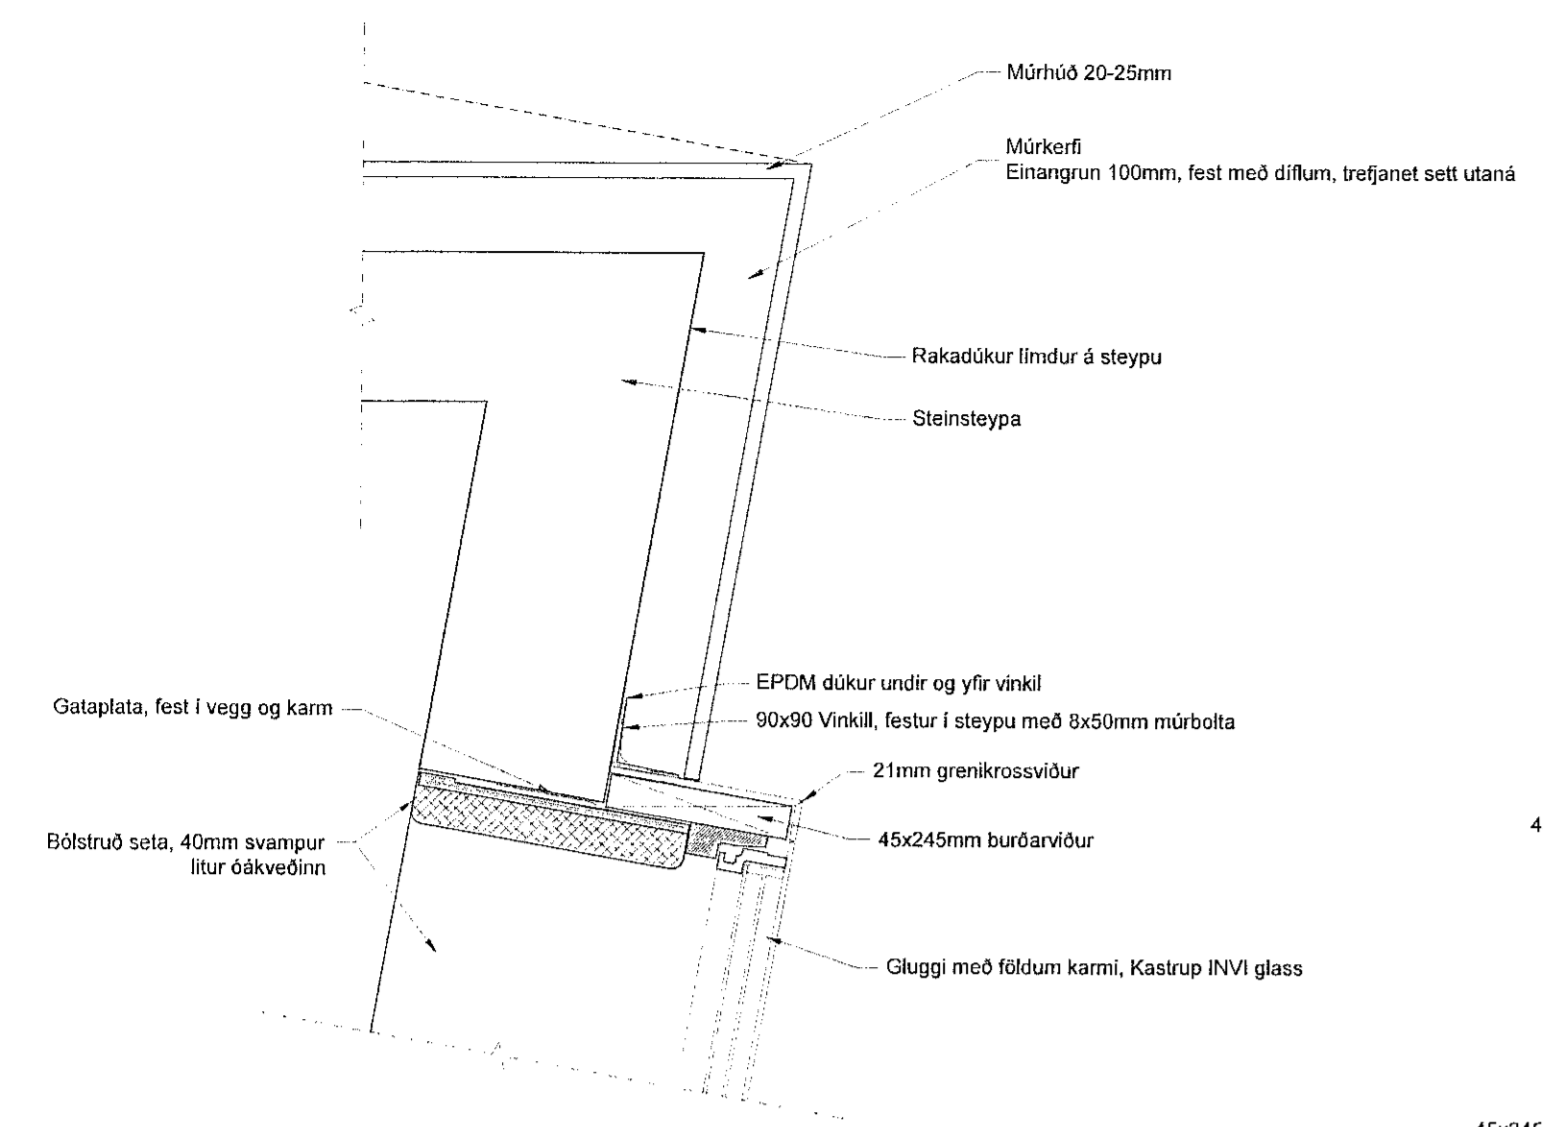 Múrhúð 20-25mm
Múrkerfi
Einangrun 100mm, fest með díflum, trefjanet sett utaná
Rakadúkur límdur á steypu
Steinsteypa
EPDM dúkur undir og yfir vinkil
Gataplata, fest í vegg og karm
90x90 Vinkill, festur í steypu með 8x50mm múrbolta
21mm grenikrossviður
4
Bólstruð seta, 40mm svampur
litur óákveðinn
45x245mm burðarviður
Gluggi með földum karmi, Kastrup INVI glass